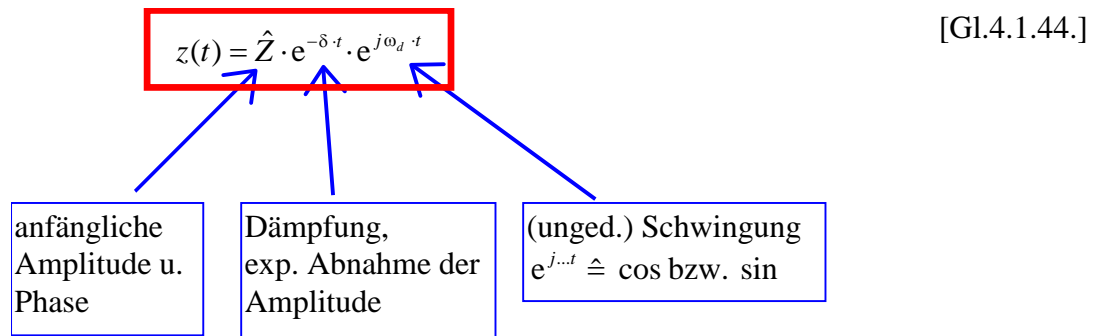 z(t) = Ẑ · e^{−δ·t} · e^{jω_d·t}
[Gl.4.1.44.]
anfängliche
Amplitude u.
Phase
Dämpfung,
exp. Abnahme der
Amplitude
(unged.) Schwingung
e^{j...t} ≙ cos bzw. sin